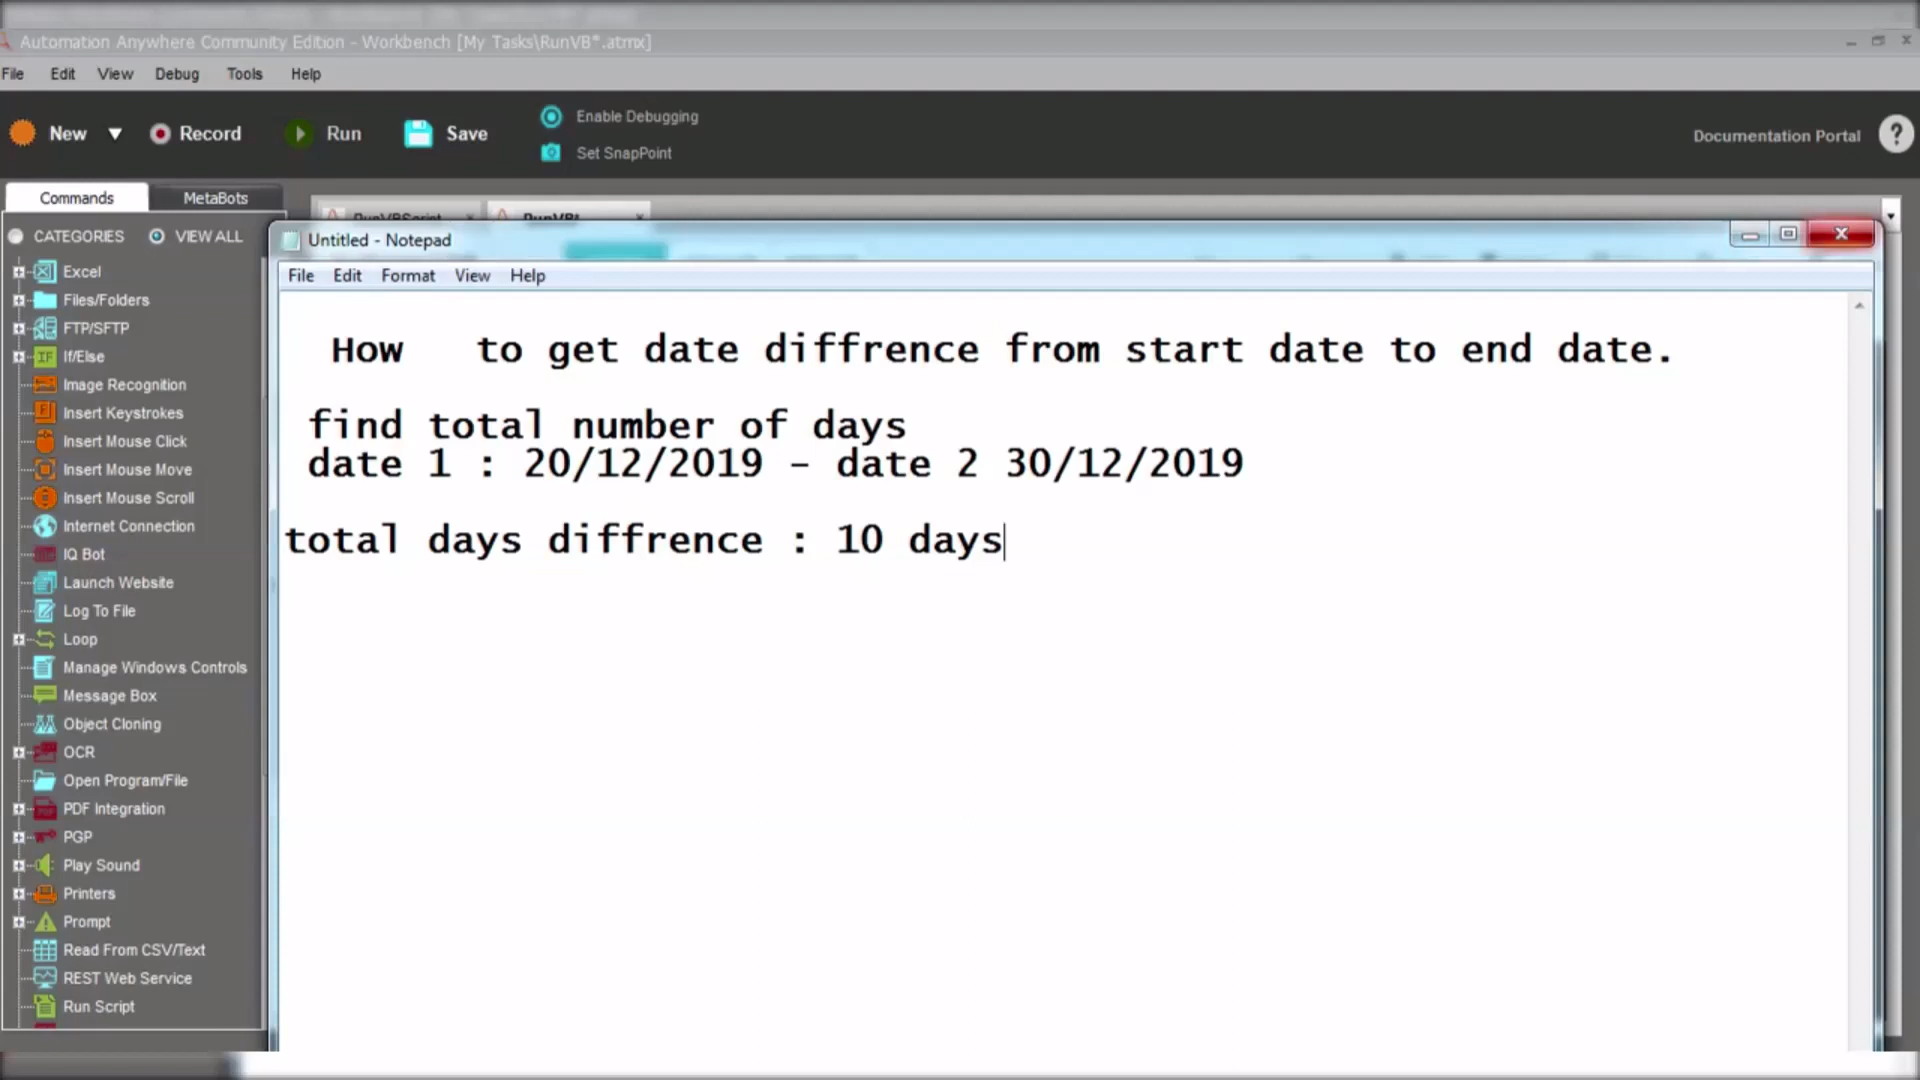 Automation Anywhere Community Edition - Workbench [My Tasks\RunVB*.atmx]
File Edit View Debug Tools Help
New Record Run Save
Enable Debugging
Set SnapPoint
Documentation Portal ?
Commands MetaBots
RunVBScript × RunVB* ×
CATEGORIES VIEW ALL
Untitled - Notepad
File Edit Format View Help
Excel
Files/Folders
FTP/SFTP
If/Else
Image Recognition
Insert Keystrokes
Insert Mouse Click
Insert Mouse Move
Insert Mouse Scroll
Internet Connection
IQ Bot
Launch Website
Log To File
Loop
Manage Windows Controls
Message Box
Object Cloning
OCR
Open Program/File
PDF Integration
PGP
Play Sound
Printers
Prompt
Read From CSV/Text
REST Web Service
Run Script
How to get date diffrence from start date to end date.
find total number of days
date 1 : 20/12/2019 - date 2 30/12/2019
total days diffrence : 10 days